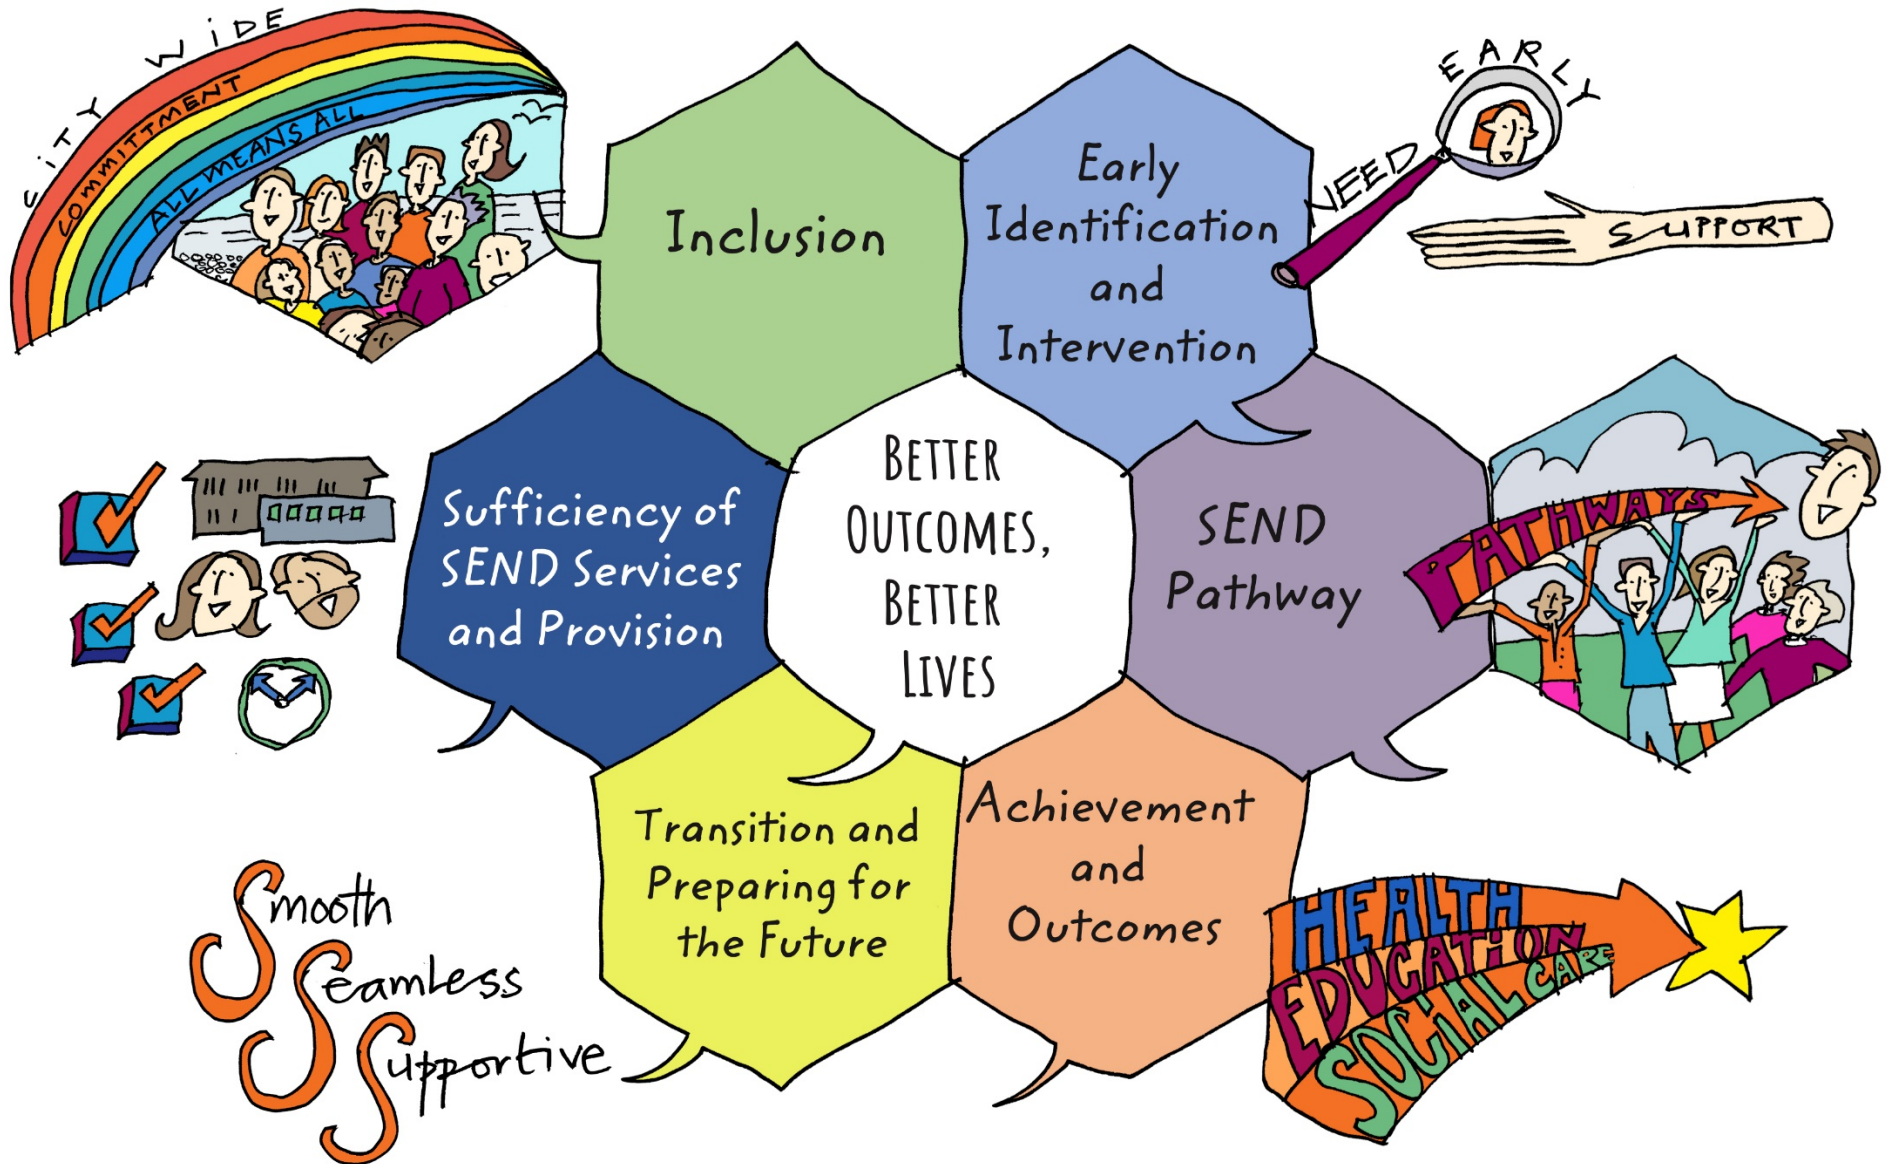 CiTY WiDE
COMMITTMENT
ALL MEANS ALL
Inclusion
Early
Identification
and
Intervention
EARLY
NEED
SUPPORT
Sufficiency of
SEND Services
and Provision
BETTER
OUTCOMES,
BETTER
LIVES
SEND
Pathway
PATHWAYS
Transition and
Preparing for
the Future
Achievement
and
Outcomes
Smooth
Seamless
Supportive
HEALTH
EDUCATiON
SOCiAL CARE